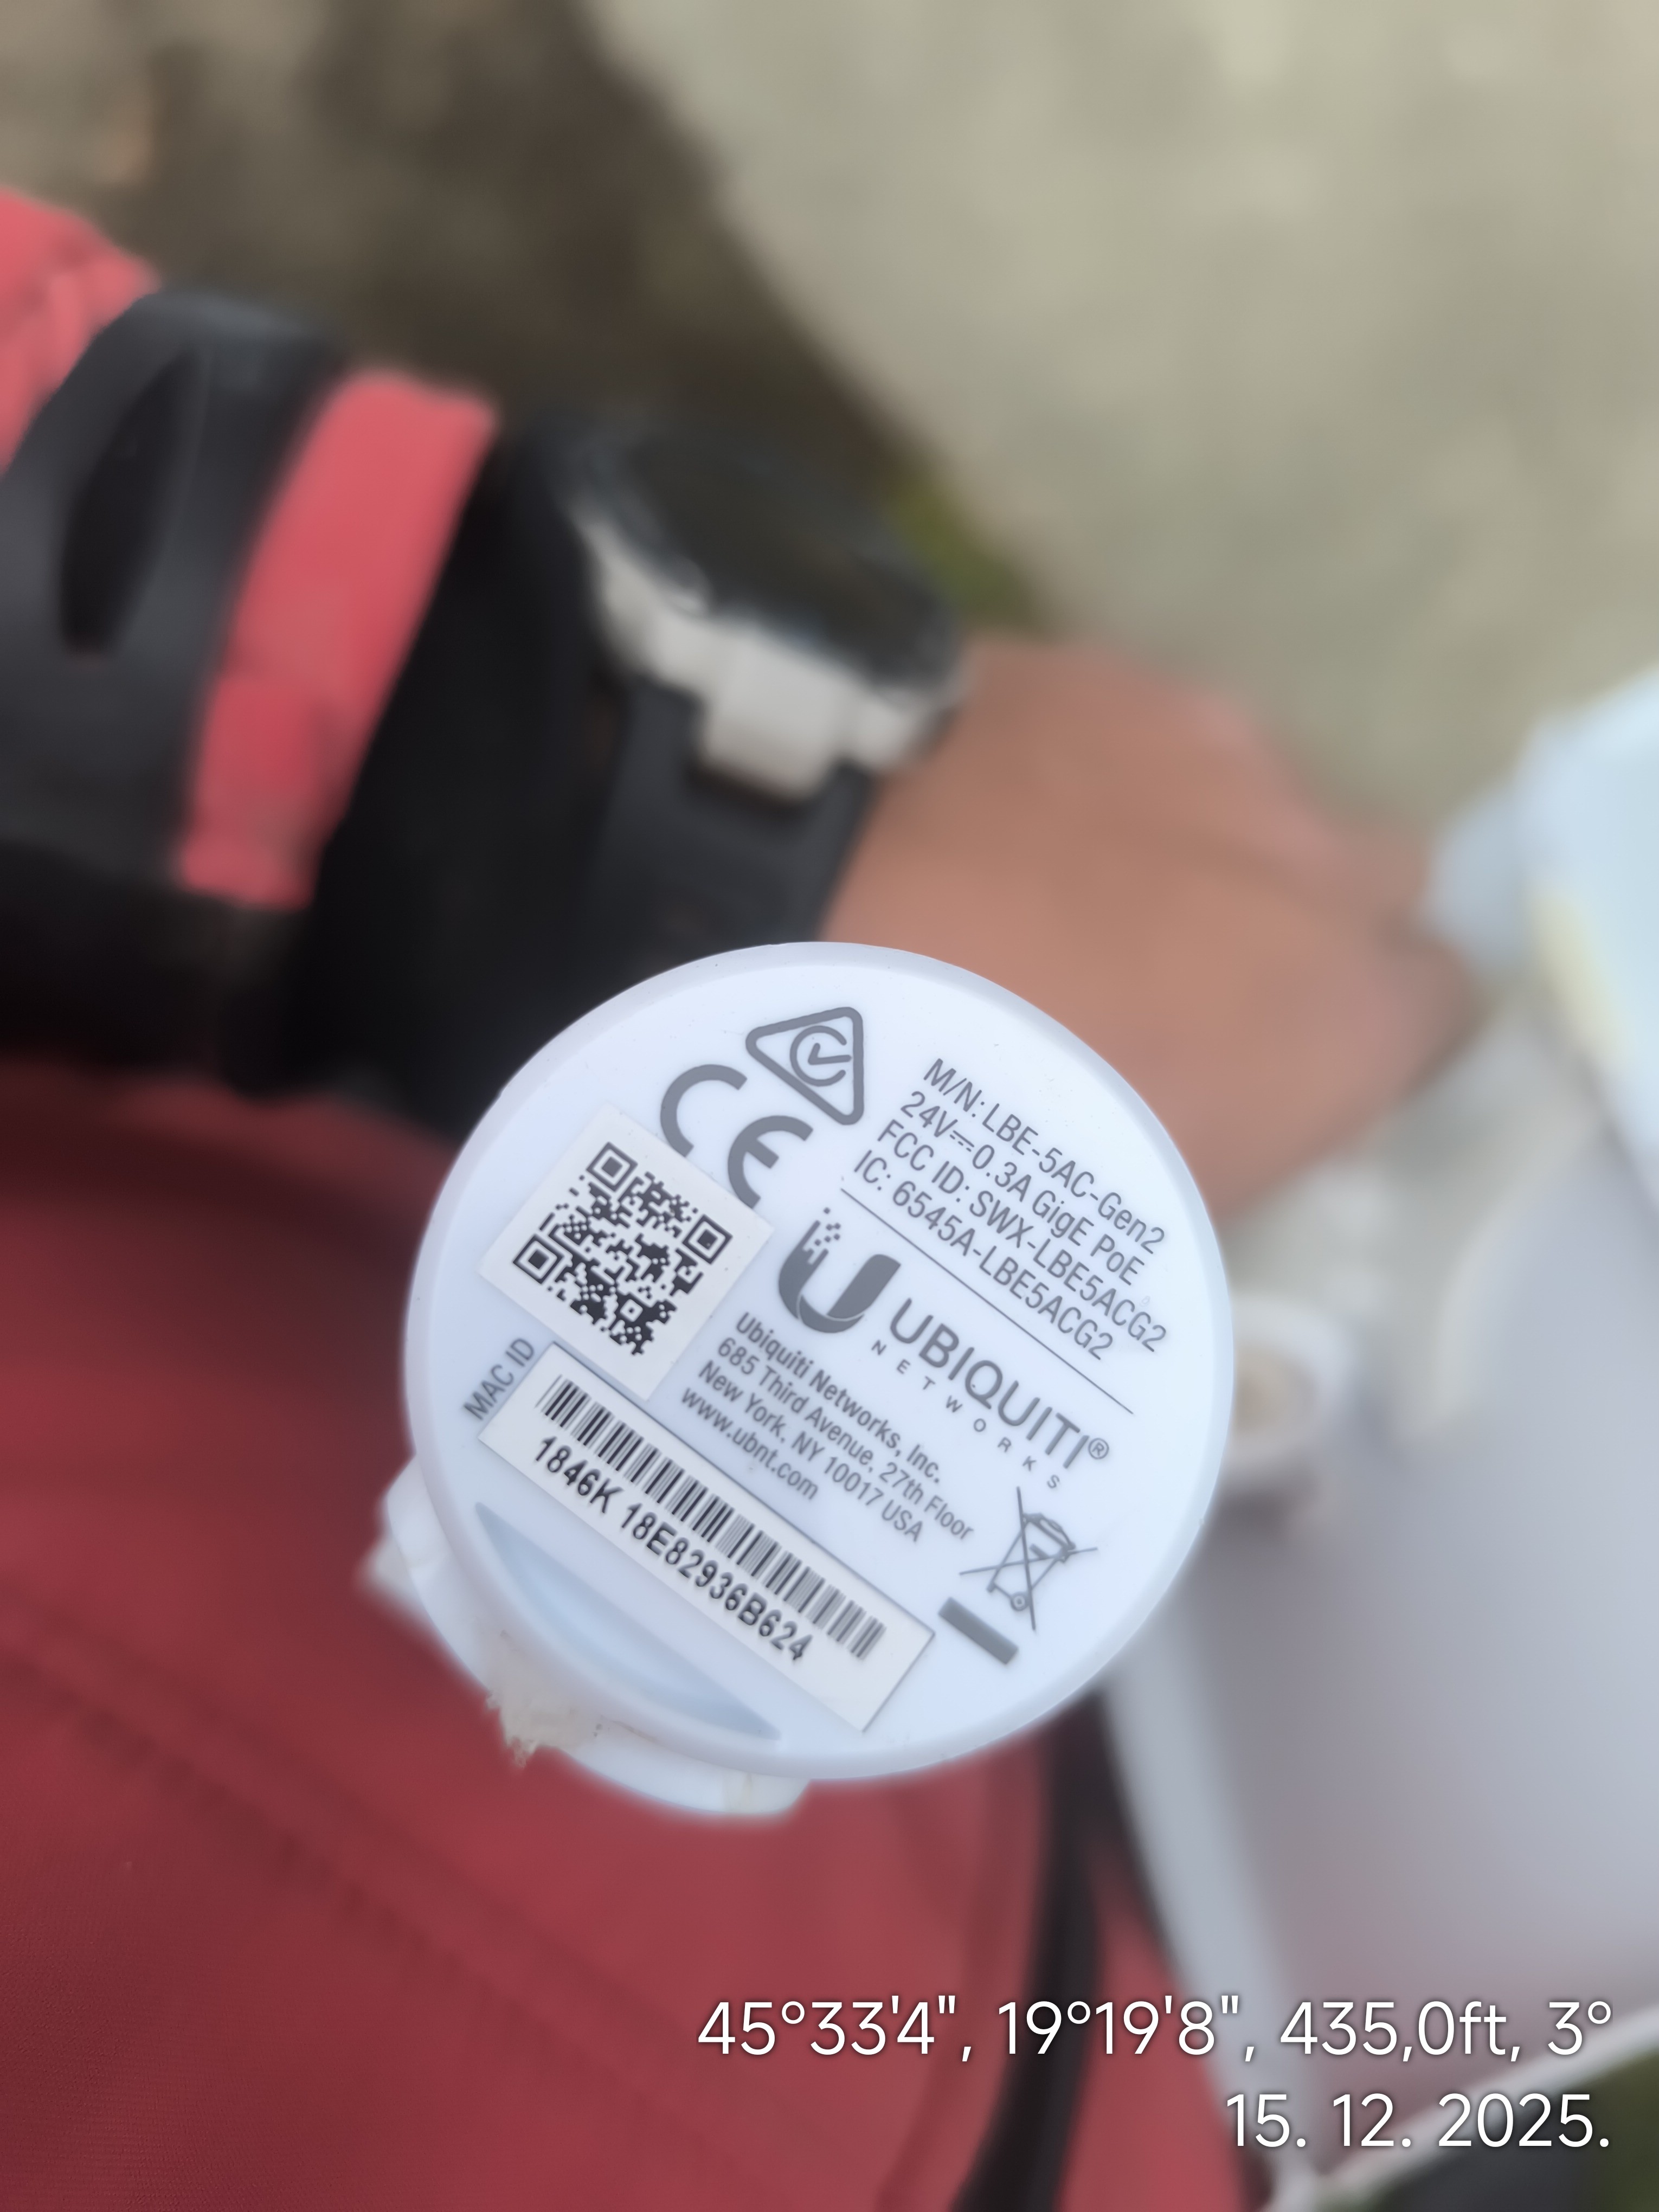 M/N: LBE-5AC-Gen2
24V⎓0.3A GigE PoE
FCC ID: SWX-LBE5ACG2
IC: 6545A-LBE5ACG2
CE
UBIQUITI®
NETWORKS
Ubiquiti Networks, Inc.
685 Third Avenue, 27th Floor
New York, NY 10017 USA
www.ubnt.com
MAC ID
1846K 18E82936B624
45°33'4", 19°19'8", 435,0ft, 3°
15. 12. 2025.